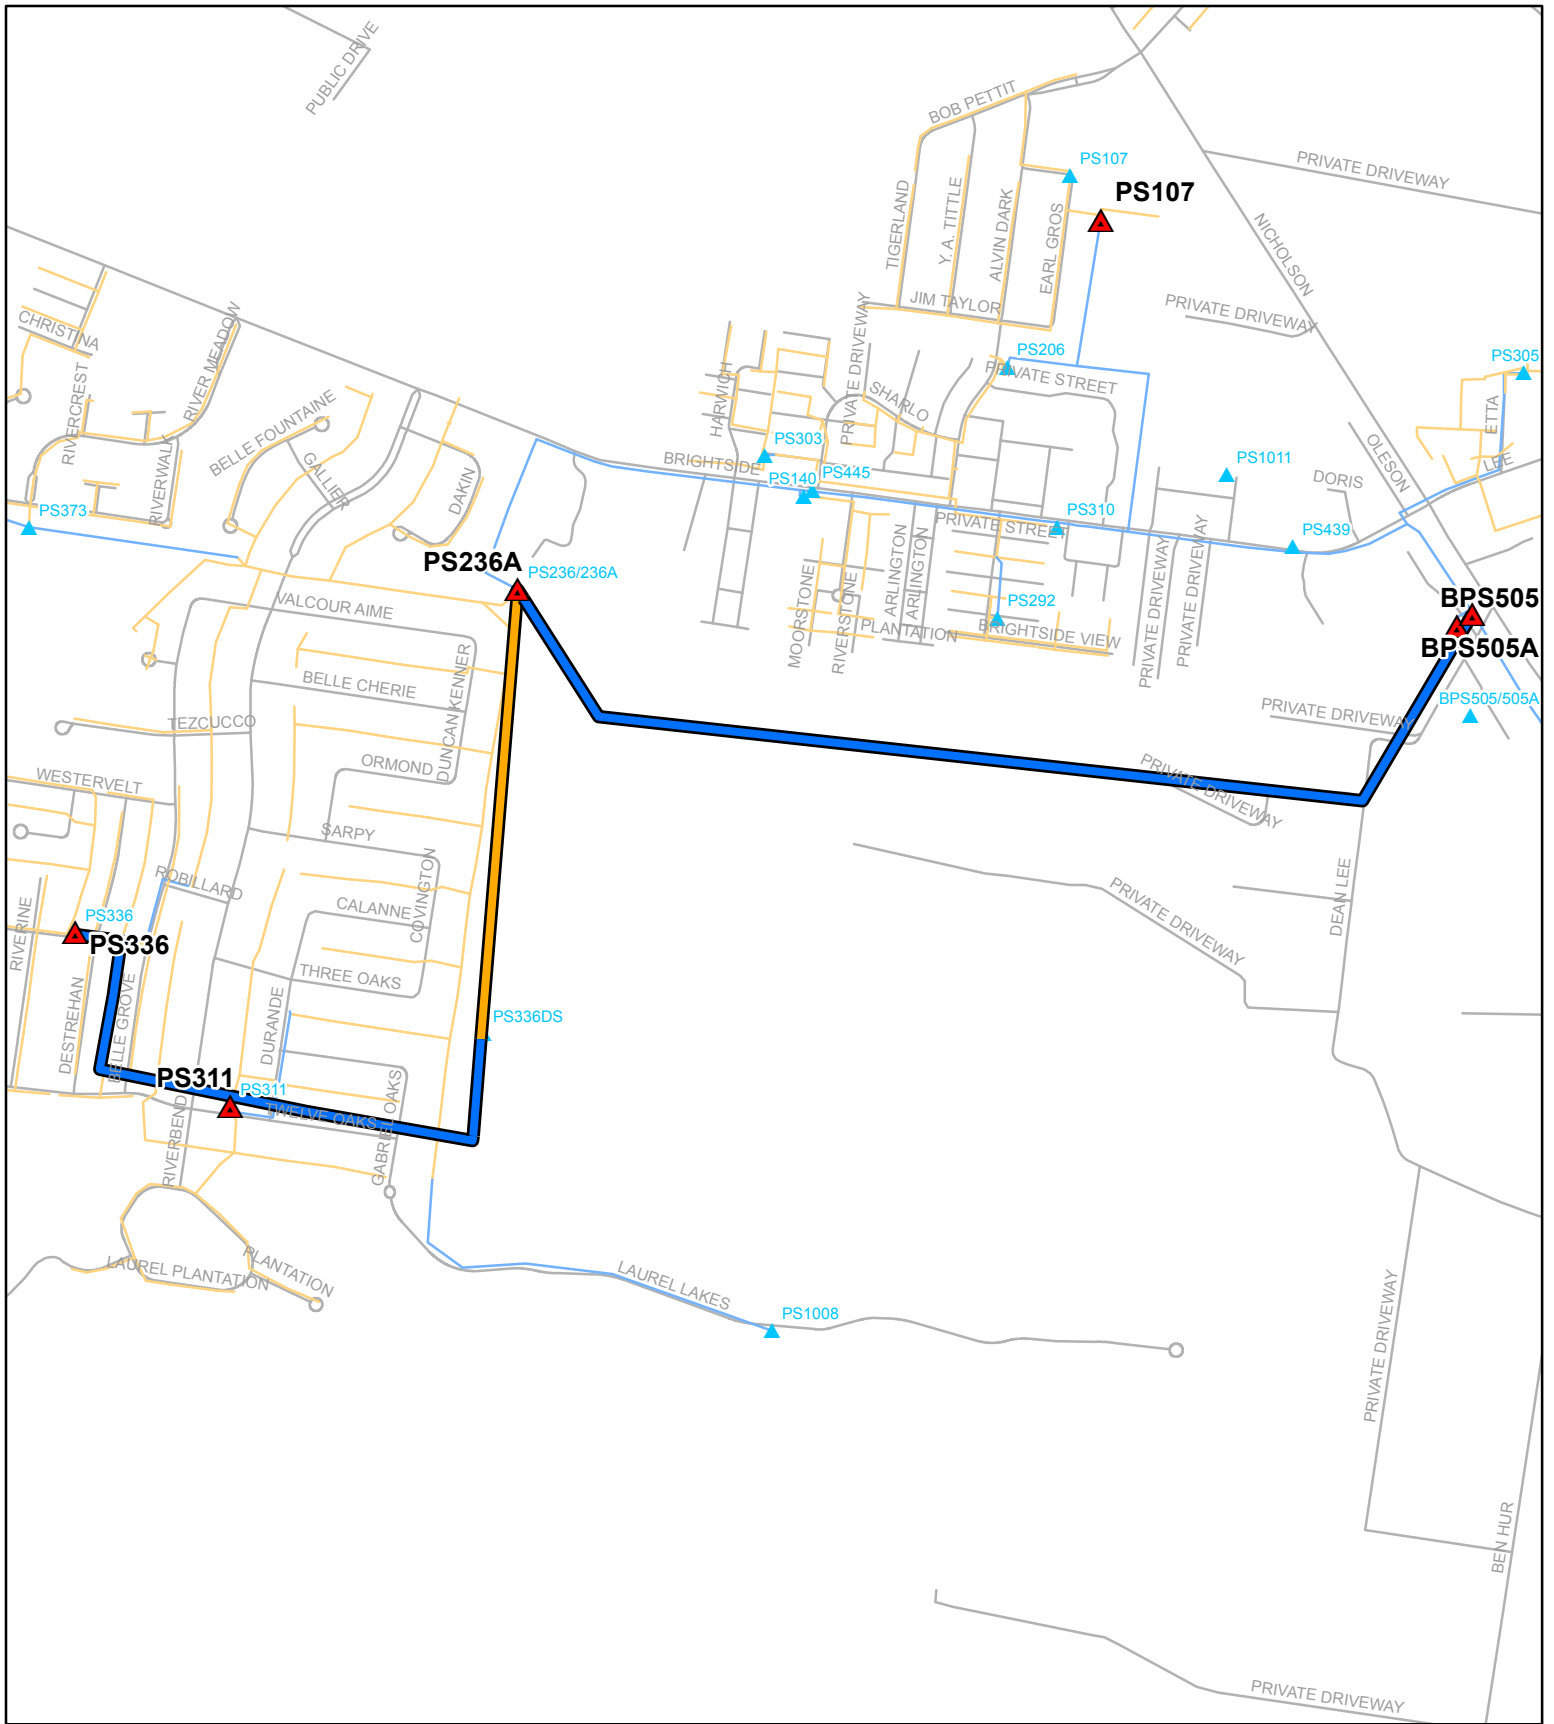 PUBLIC DRIVE
BOB PETTIT
PS107
PS107
PRIVATE DRIVEWAY
TIGERLAND
Y. A. TITTLE
ALVIN DARK
EARL GROS
NICHOLSON
JIM TAYLOR
PRIVATE DRIVEWAY
PRIVATE DRIVEWAY
CHRISTINA
RIVER MEADOW
RIVERCREST
PS206
PS305
PRIVATE STREET
HARWICH
SHARLO
BELLE FOUNTAINE
ETTA
PS303
OLESON
GALLIER
RIVERWALK
DAKIN
BRIGHTSIDE
PS140
PS445
PS1011
DORIS
LEE
PS373
PRIVATE STREET
PS310
PS439
PS236A
PS236/236A
ARLINGTON
ARLINGTON
PRIVATE DRIVEWAY
PRIVATE DRIVEWAY
VALCOUR AIME
MOORSTONE
RIVERSTONE
PS292
BPS505
PLANTATION
BRIGHTSIDE VIEW
BPS505A
BELLE CHERIE
DUNCAN KENNER
BPS505/505A
PRIVATE DRIVEWAY
TEZCUCCO
ORMOND
PRIVATE DRIVEWAY
WESTERVELT
SARPY
ROBILLARD
COVINGTON
DEAN LEE
PRIVATE DRIVEWAY
CALANNE
PS336
PS336
RIVERINE
THREE OAKS
DESTREHAN
BELLE GROVE
DURANDE
PS336DS
PS311
PS311
TWELVE OAKS
GABRIEL OAKS
RIVERBEND
LAUREL PLANTATION
PLANTATION
LAUREL LAKES
PS1008
PRIVATE DRIVEWAY
BEN HUR
PRIVATE DRIVEWAY